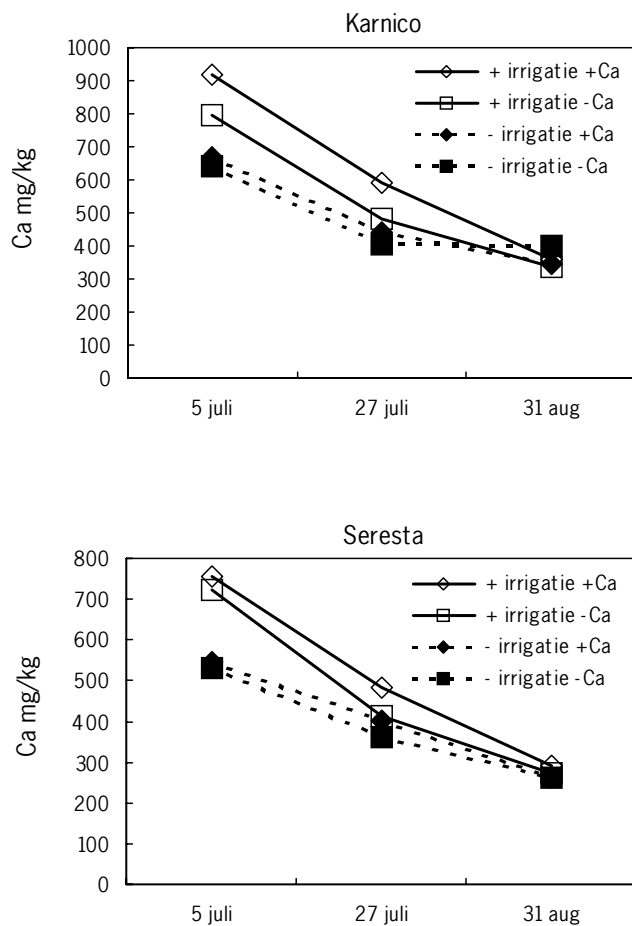 Karnico
Ca mg/kg
1000
900
800
700
600
500
400
300
200
100
0
+ irrigatie +Ca
+ irrigatie -Ca
- irrigatie +Ca
- irrigatie -Ca
5 juli 27 juli 31 aug
Seresta
Ca mg/kg
800
700
600
500
400
300
200
100
0
+ irrigatie +Ca
+ irrigatie -Ca
- irrigatie +Ca
- irrigatie -Ca
5 juli 27 juli 31 aug